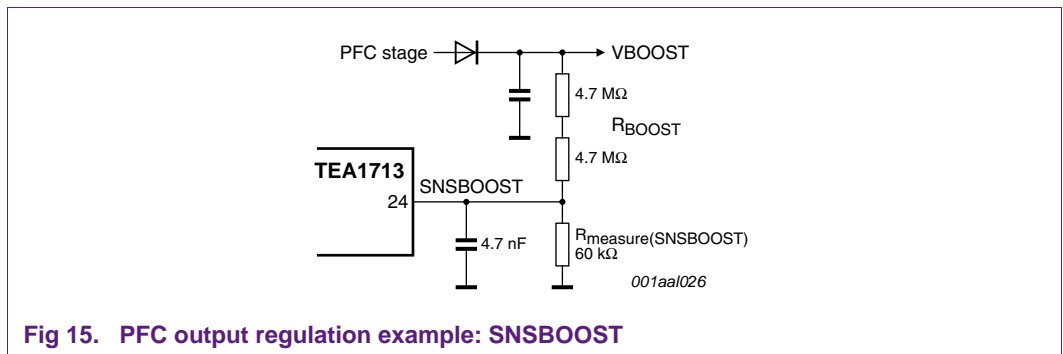 PFC stage
VBOOST
4.7 MΩ
RBOOST
4.7 MΩ
TEA1713
SNSBOOST
24
4.7 nF
Rmeasure(SNSBOOST)
60 kΩ
001aal026
Fig 15. PFC output regulation example: SNSBOOST